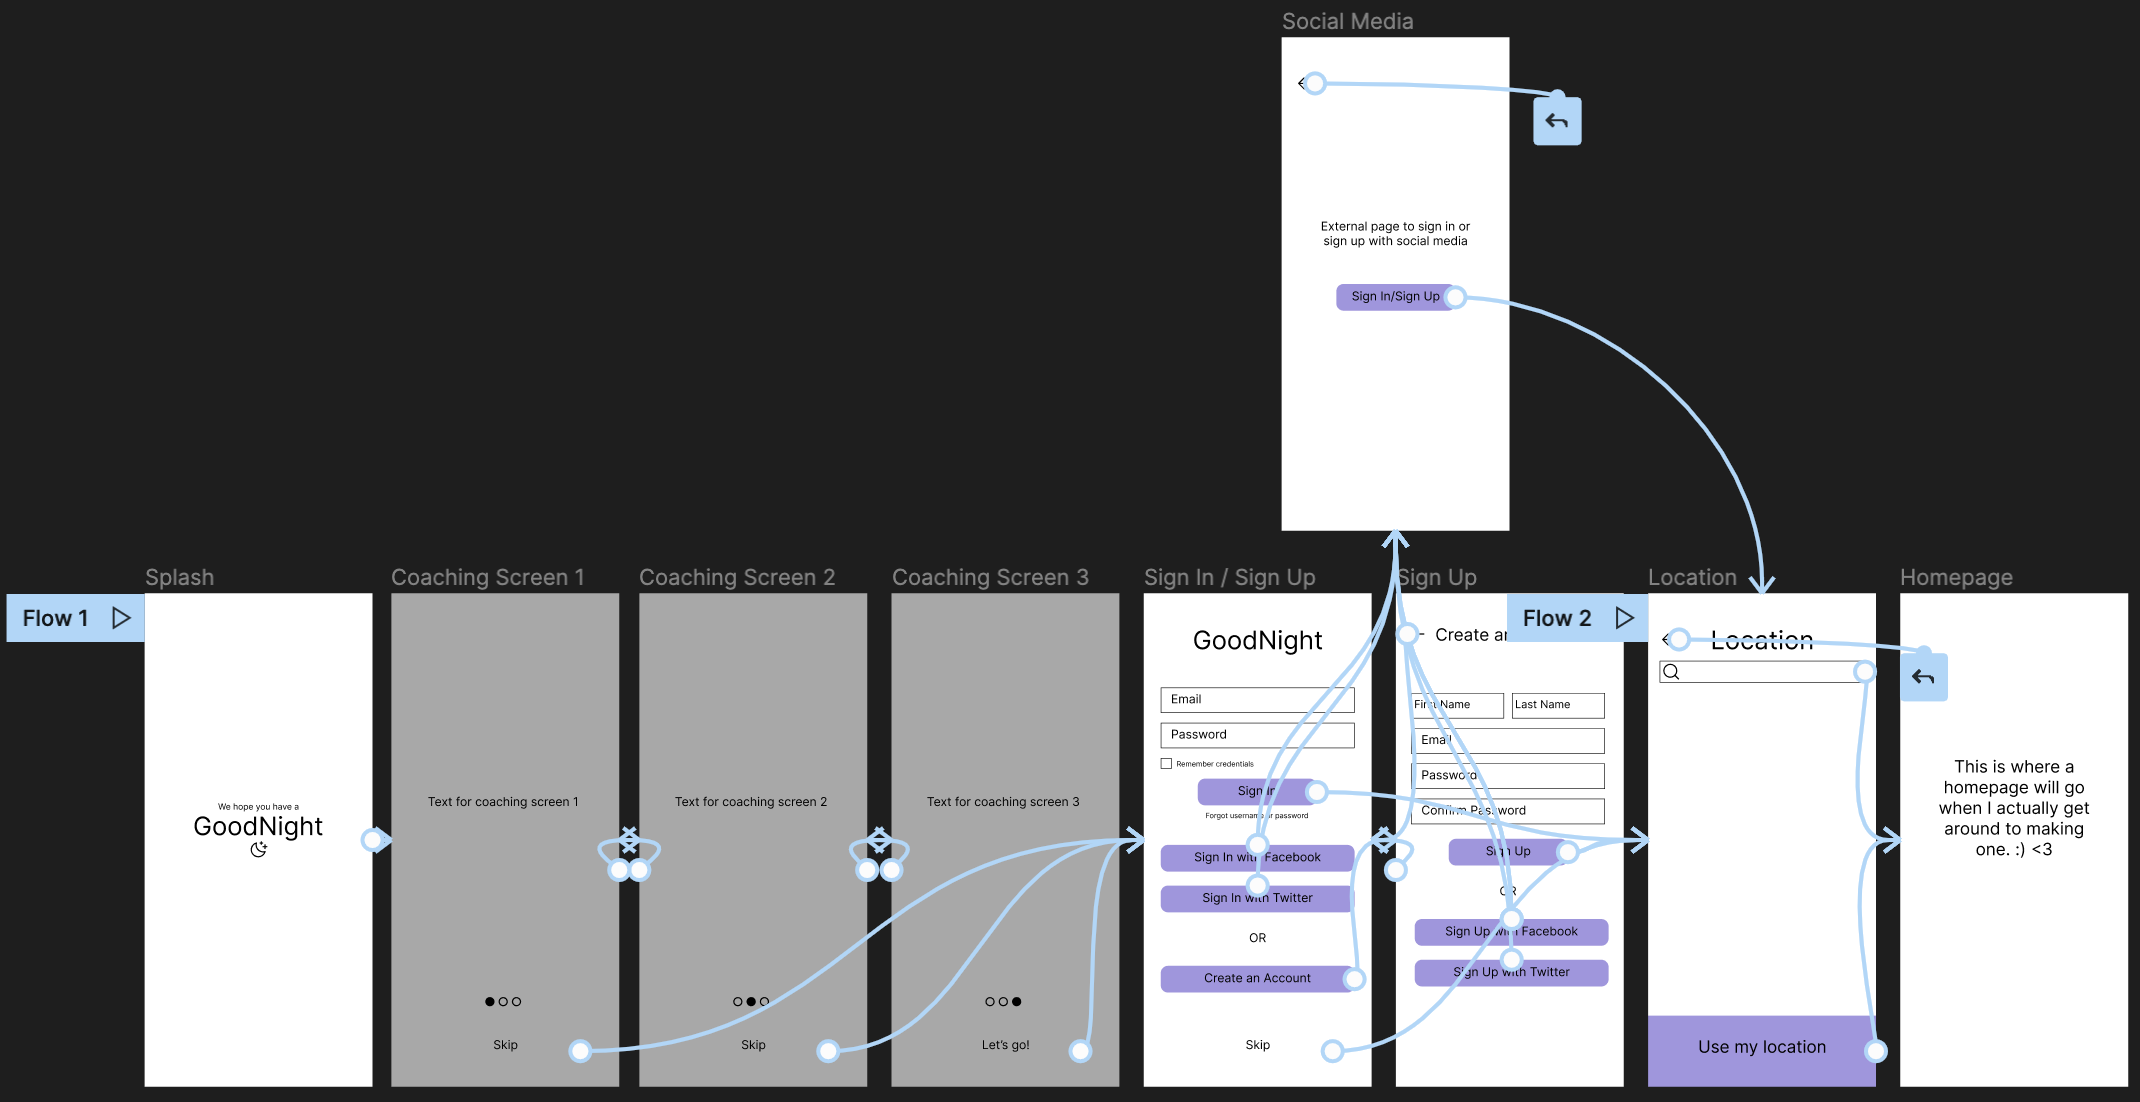 Social Media
External page to sign in or
sign up with social media
Sign In/Sign Up
Flow 1
Splash
We hope you have a
GoodNight
Coaching Screen 1
Text for coaching screen 1
Skip
Coaching Screen 2
Text for coaching screen 2
Skip
Coaching Screen 3
Text for coaching screen 3
Let's go!
Sign In / Sign Up
GoodNight
Email
Password
Remember credentials
Sign In
Forgot username or password
Sign In with Facebook
Sign In with Twitter
OR
Create an Account
Skip
Sign Up
Create an
First Name
Last Name
Email
Password
Confirm Password
Sign Up
OR
Sign Up with Facebook
Sign Up with Twitter
Flow 2
Location
Location
Use my location
Homepage
This is where a
homepage will go
when I actually get
around to making
one. :) <3